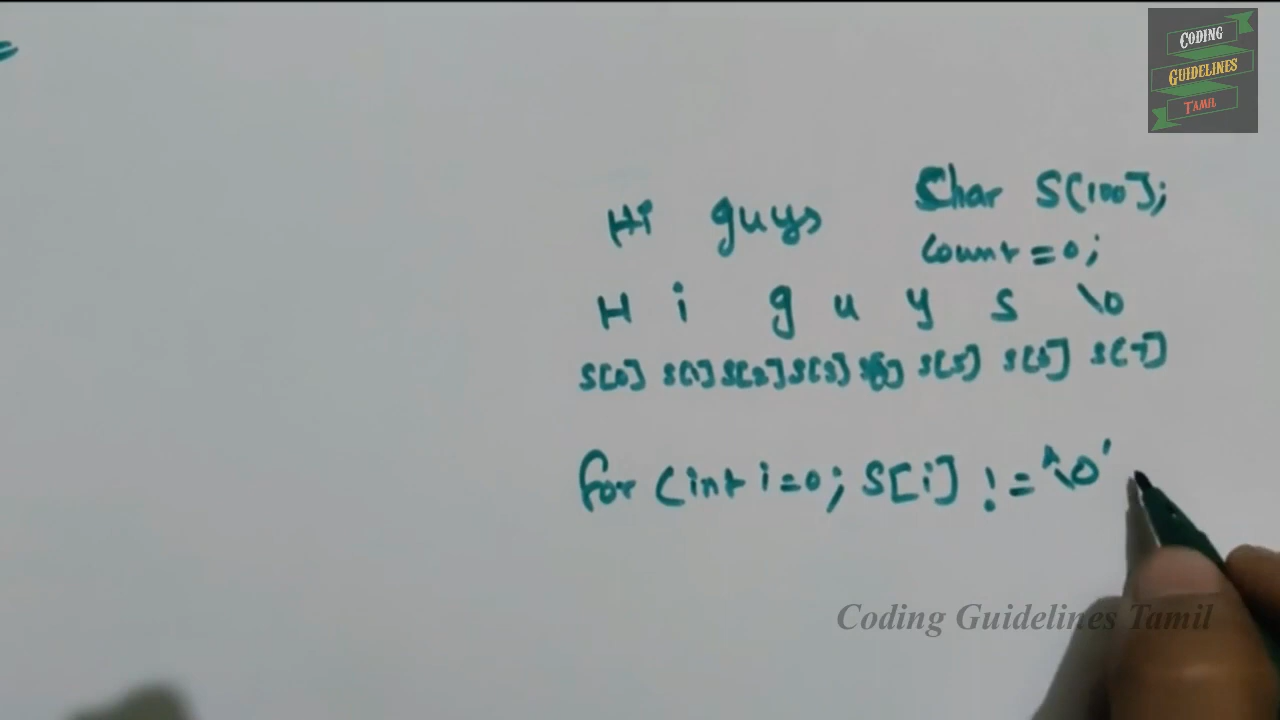 CODING
GUIDELINES
TAMIL
Hi guys
Char S[100];
Count = 0;
H i g u y s \0
S[0] S[1] S[2] S[3] S[5] S[6] S[7]
for (int i = 0; S[i] != '\0'
Coding Guidelines Tamil